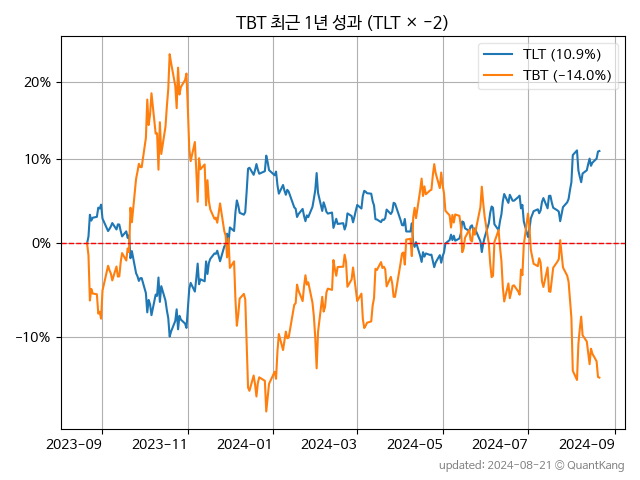 TBT 최근 1년 성과 (TLT × −2)
TLT (10.9%)
TBT (−14.0%)
20%
10%
0%
−10%
2023-09 2023-11 2024-01 2024-03 2024-05 2024-07 2024-09
updated: 2024-08-21 © QuantKang